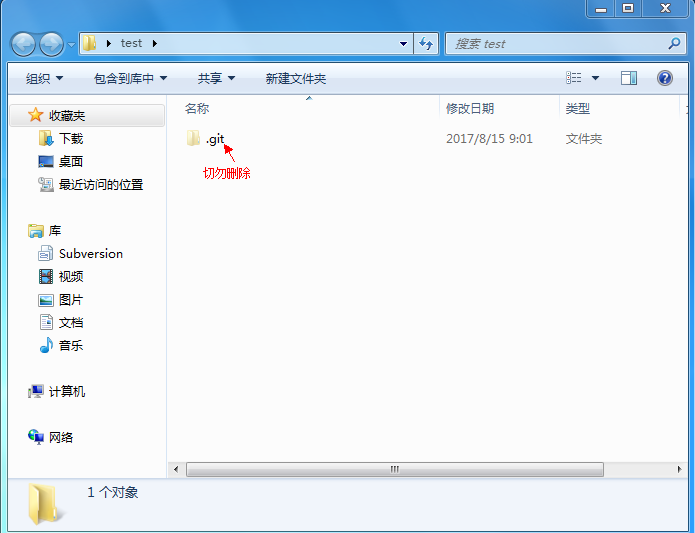 test
搜索 test
组织
包含到库中
共享
新建文件夹
名称
修改日期
类型
收藏夹
.git
2017/8/15 9:01
文件夹
下载
桌面
切勿删除
最近访问的位置
库
Subversion
视频
图片
文档
音乐
计算机
网络
1 个对象